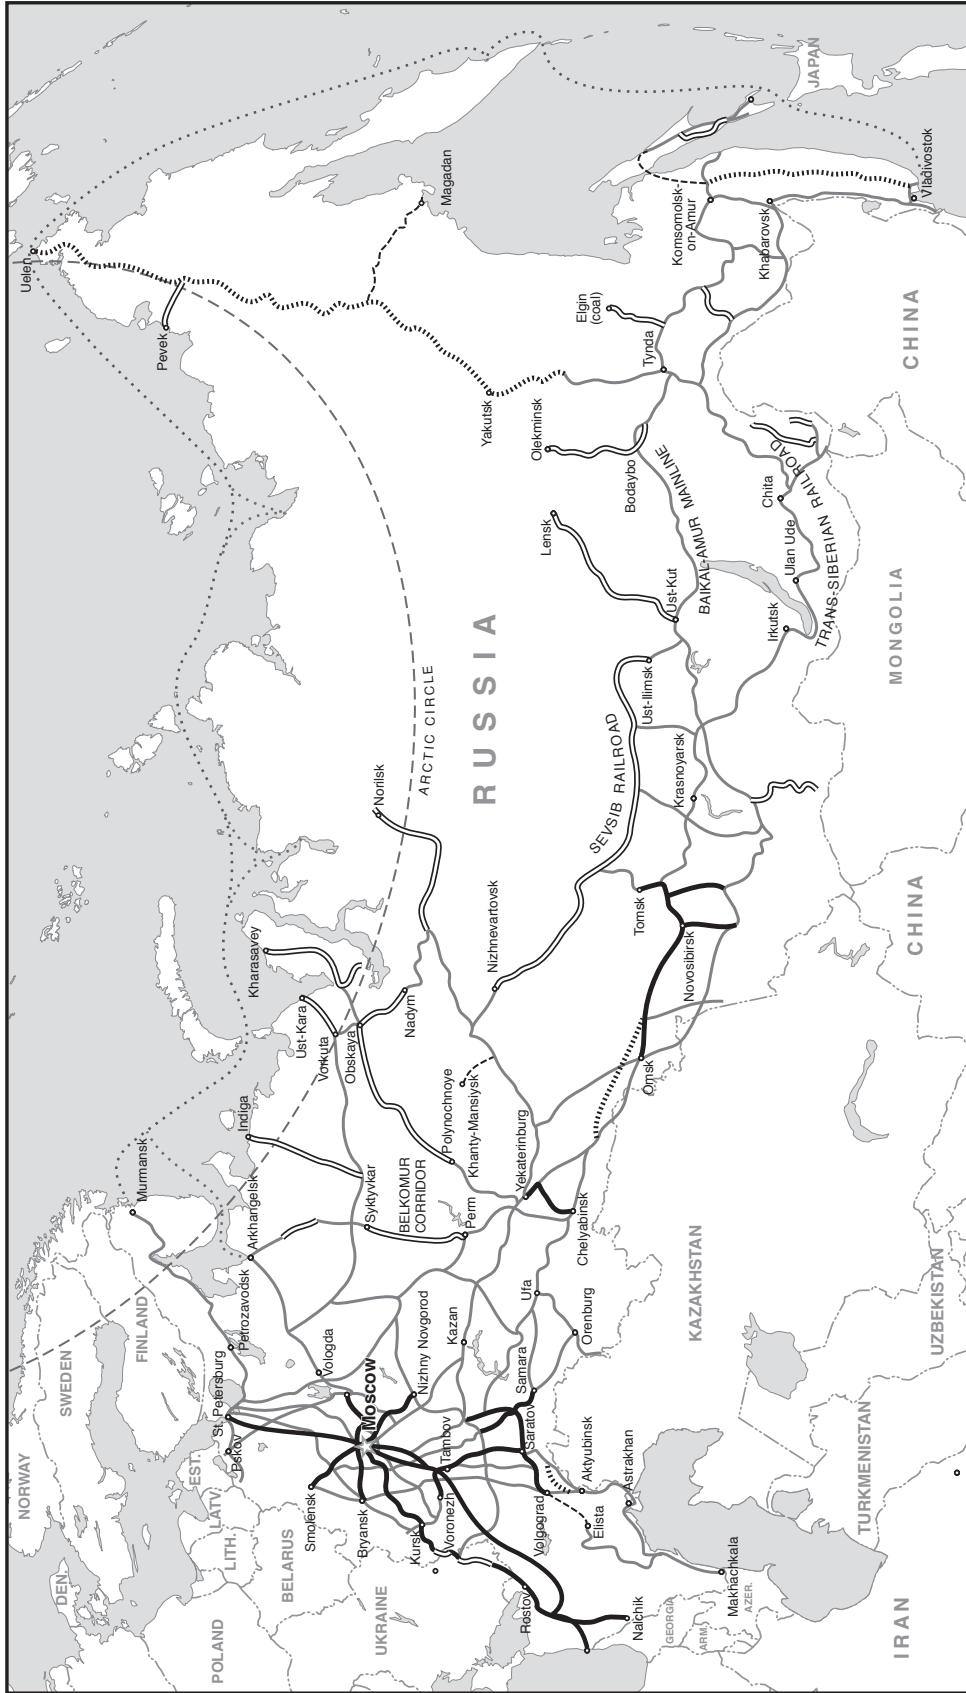 NORWAY
SWEDEN
FINLAND
DEN.
POLAND
EST.
LATV.
LITH.
BELARUS
UKRAINE
GEORGIA
ARM.
AZER.
IRAN
TURKMENISTAN
UZBEKISTAN
KAZAKHSTAN
CHINA
MONGOLIA
CHINA
JAPAN
RUSSIA
ARCTIC CIRCLE
Murmansk
Arkhangelsk
Petrozavodsk
St. Petersburg
Pskov
Vologda
Moscow
Smolensk
Bryansk
Kursk
Voronezh
Tambov
Nizhny Novgorod
Kazan
Samara
Saratov
Volgograd
Rostov
Nalchik
Makhachkala
Elista
Astrakhan
Aktyubinsk
Orenburg
Ufa
Chelyabinsk
Yekaterinburg
Perm
BELKOMUR
CORRIDOR
Syktyvkar
Indiga
Polynochnoye
Khanty-Mansiysk
Vorkuta
Ust-Kara
Obskaya
Kharasavey
Nadym
Norilsk
Nizhnevartovsk
Omsk
Novosibirsk
Tomsk
SEVSIB RAILROAD
Krasnoyarsk
Ust-Ilimsk
Ust-Kut
Lensk
Irkutsk
Ulan Ude
Chita
TRANS-SIBERIAN RAILROAD
BAIKAL-AMUR MAINLINE
Bodaybo
Olekminsk
Yakutsk
Tynda
Elgin
(coal)
Komsomolsk-
on-Amur
Khabarovsk
Vladivostok
Magadan
Pevek
Uelen